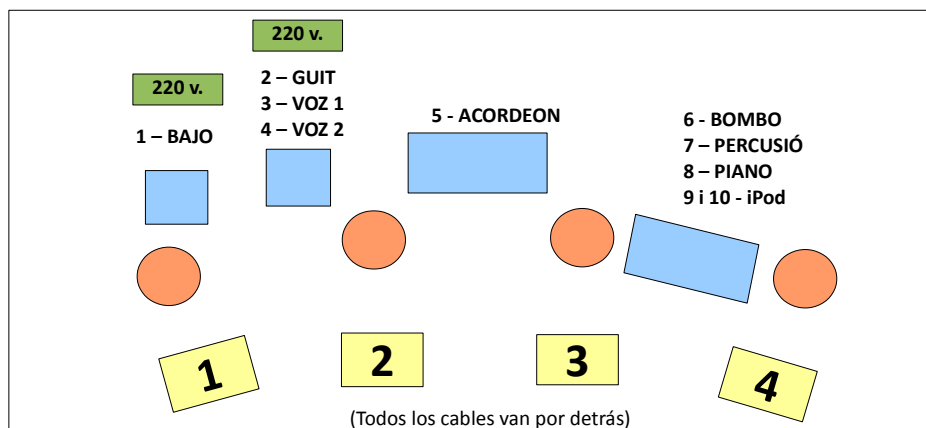 220 v.
220 v.
1 – BAJO
2 – GUIT
3 – VOZ 1
4 – VOZ 2
5 - ACORDEON
6 - BOMBO
7 – PERCUSIÓ
8 – PIANO
9 i 10 - iPod
1
2
3
4
(Todos los cables van por detrás)